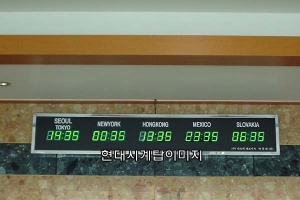 SEOUL
TOKYO
NEWYORK
HONGKONG
MEXICO
SLOVAKIA
19:35
00:35
18:35
23:35
06:35
현대시계탑이미지